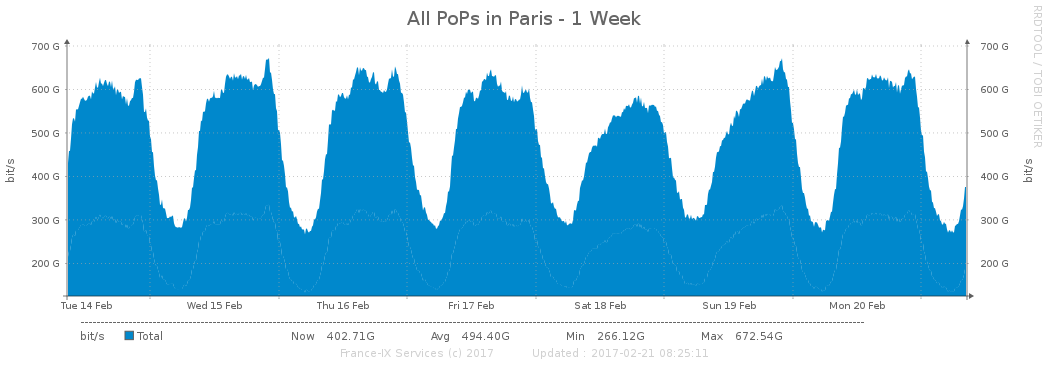 All PoPs in Paris - 1 Week
RRDTOOL / TOBI OETIKER
bit/s
700 G
600 G
500 G
400 G
300 G
200 G
700 G
600 G
500 G
400 G
300 G
200 G
bit/s
Tue 14 Feb Wed 15 Feb Thu 16 Feb Fri 17 Feb Sat 18 Feb Sun 19 Feb Mon 20 Feb
bit/s Total Now 402.71G Avg 494.40G Min 266.12G Max 672.54G
France-IX Services (c) 2017 Updated : 2017-02-21 08:25:11